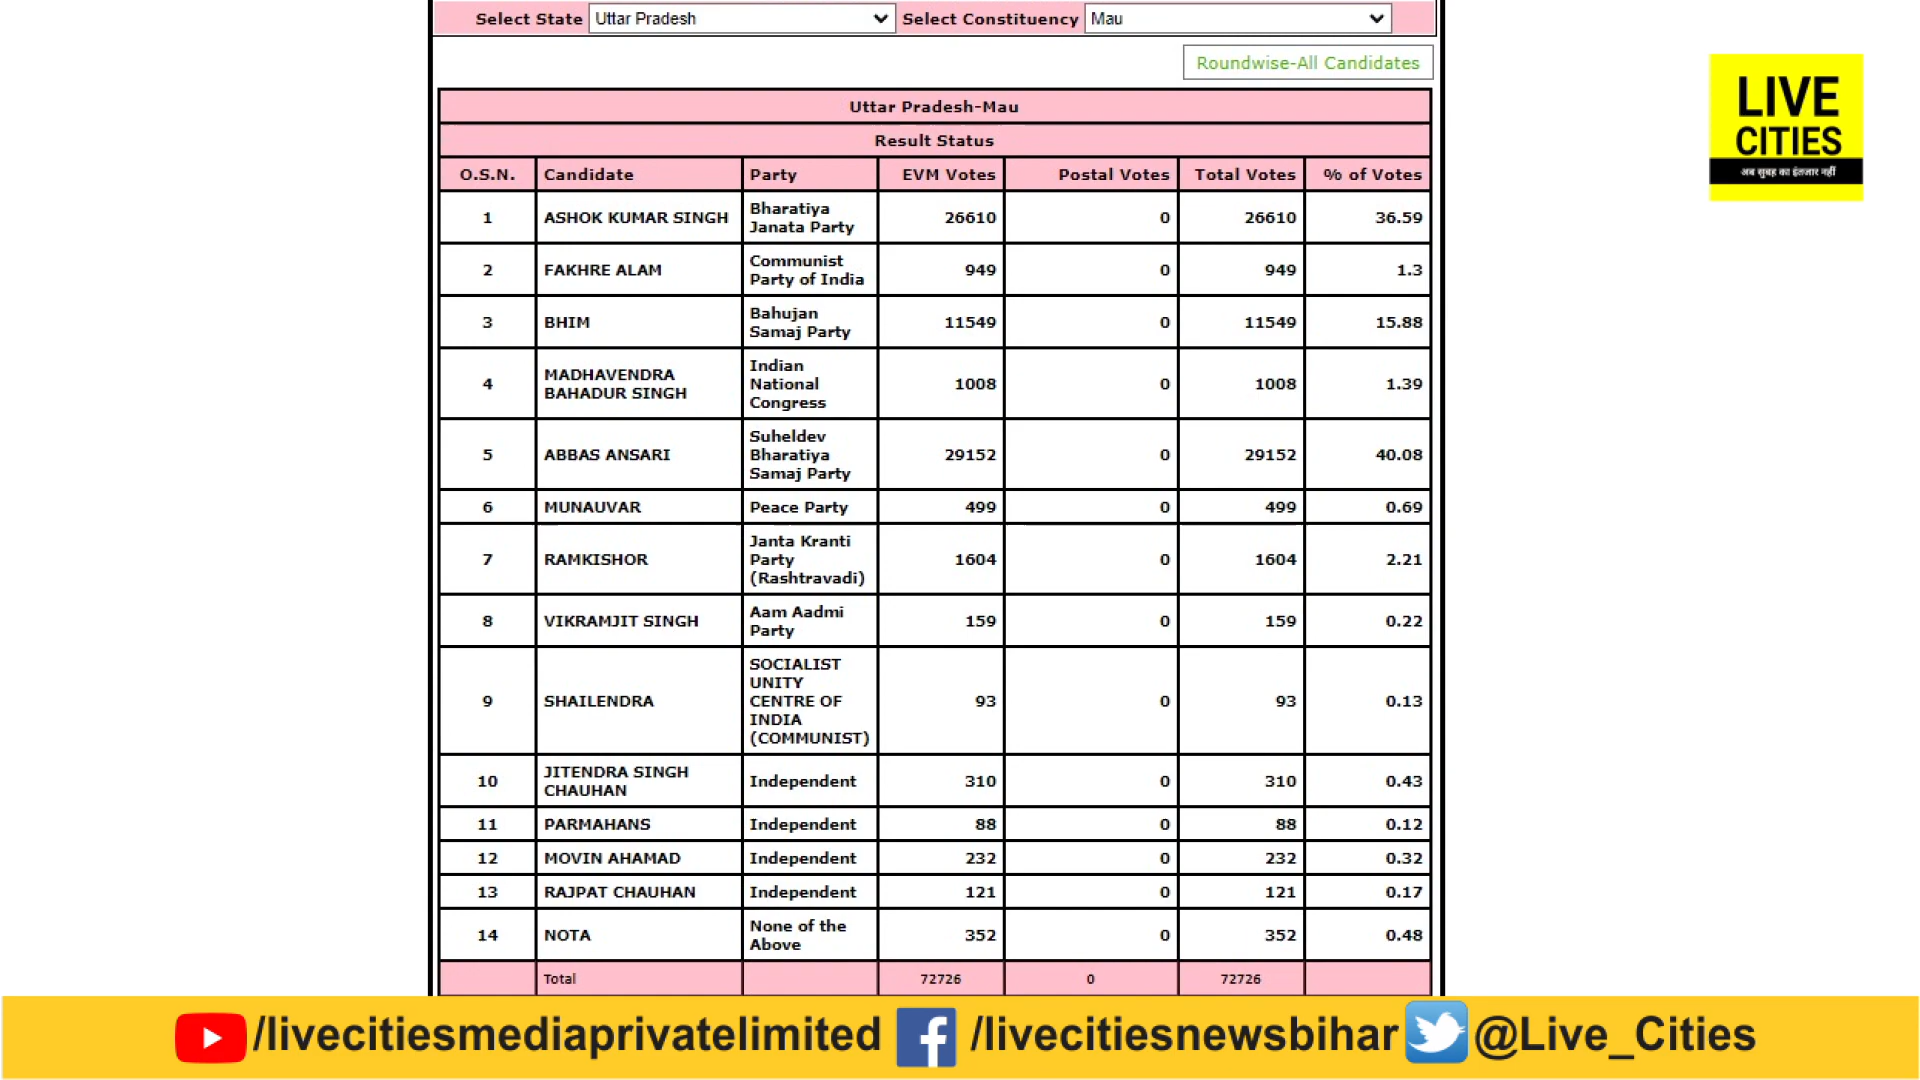 Select State Uttar Pradesh Select Constituency Mau
Roundwise-All Candidates
Uttar Pradesh-Mau
Result Status
O.S.N. Candidate Party EVM Votes Postal Votes Total Votes % of Votes
1 ASHOK KUMAR SINGH Bharatiya Janata Party 26610 0 26610 36.59
2 FAKHRE ALAM Communist Party of India 949 0 949 1.3
3 BHIM Bahujan Samaj Party 11549 0 11549 15.88
4 MADHAVENDRA BAHADUR SINGH Indian National Congress 1008 0 1008 1.39
5 ABBAS ANSARI Suheldev Bharatiya Samaj Party 29152 0 29152 40.08
6 MUNAUVAR Peace Party 499 0 499 0.69
7 RAMKISHOR Janta Kranti Party (Rashtravadi) 1604 0 1604 2.21
8 VIKRAMJIT SINGH Aam Aadmi Party 159 0 159 0.22
9 SHAILENDRA SOCIALIST UNITY CENTRE OF INDIA (COMMUNIST) 93 0 93 0.13
10 JITENDRA SINGH CHAUHAN Independent 310 0 310 0.43
11 PARMAHANS Independent 88 0 88 0.12
12 MOVIN AHAMAD Independent 232 0 232 0.32
13 RAJPAT CHAUHAN Independent 121 0 121 0.17
14 NOTA None of the Above 352 0 352 0.48
Total 72726 0 72726
LIVE
CITIES
अब सुबह का इंतजार नहीं
/livecitiesmediaprivatelimited /livecitiesnewsbihar @Live_Cities